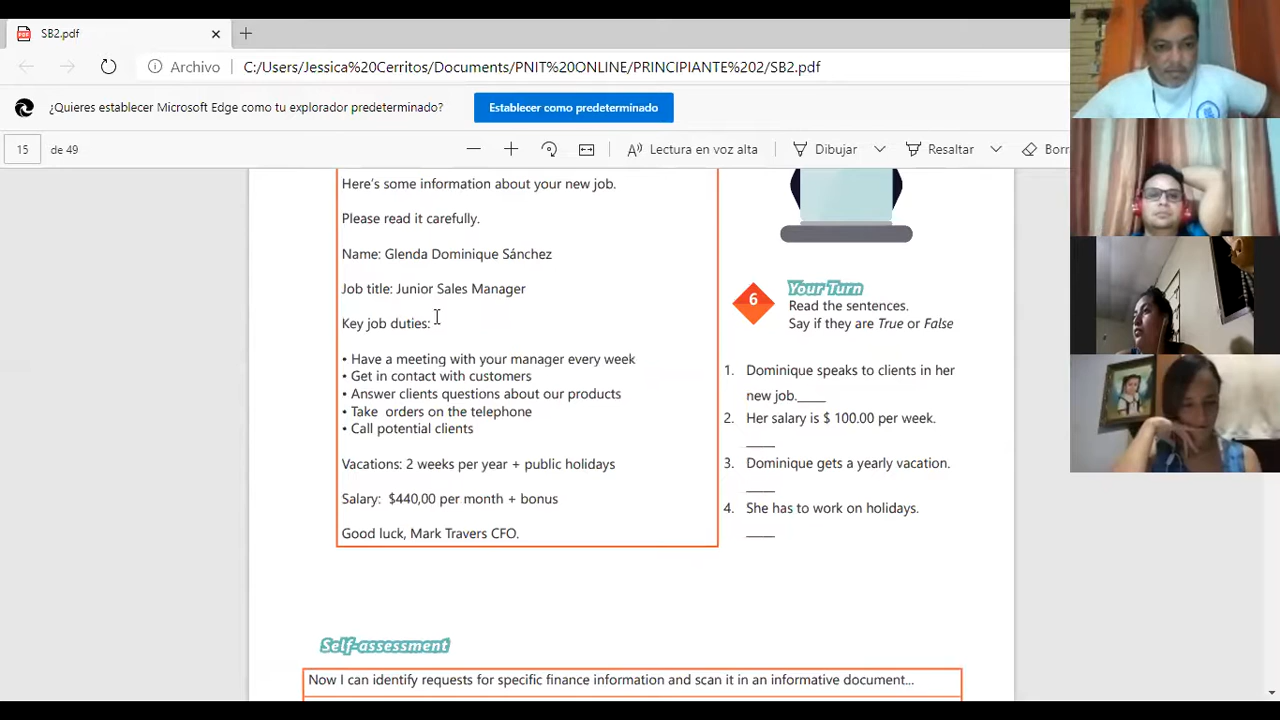 SB2.pdf
Archivo
C:/Users/Jessica%20Cerritos/Documents/PNIT%20ONLINE/PRINCIPIANTE%202/SB2.pdf
¿Quieres establecer Microsoft Edge como tu explorador predeterminado?
Establecer como predeterminado
15 de 49
Lectura en voz alta
Dibujar
Resaltar
Borr
Here's some information about your new job.
Please read it carefully.
Name: Glenda Dominique Sánchez
Job title: Junior Sales Manager
Key job duties:
• Have a meeting with your manager every week
• Get in contact with customers
• Answer clients questions about our products
• Take orders on the telephone
• Call potential clients
Vacations: 2 weeks per year + public holidays
Salary: $440,00 per month + bonus
Good luck, Mark Travers CFO.
6
Your Turn
Read the sentences.
Say if they are True or False
1. Dominique speaks to clients in her
new job.____
2. Her salary is $ 100.00 per week.
____
3. Dominique gets a yearly vacation.
____
4. She has to work on holidays.
____
Self-assessment
Now I can identify requests for specific finance information and scan it in an informative document...